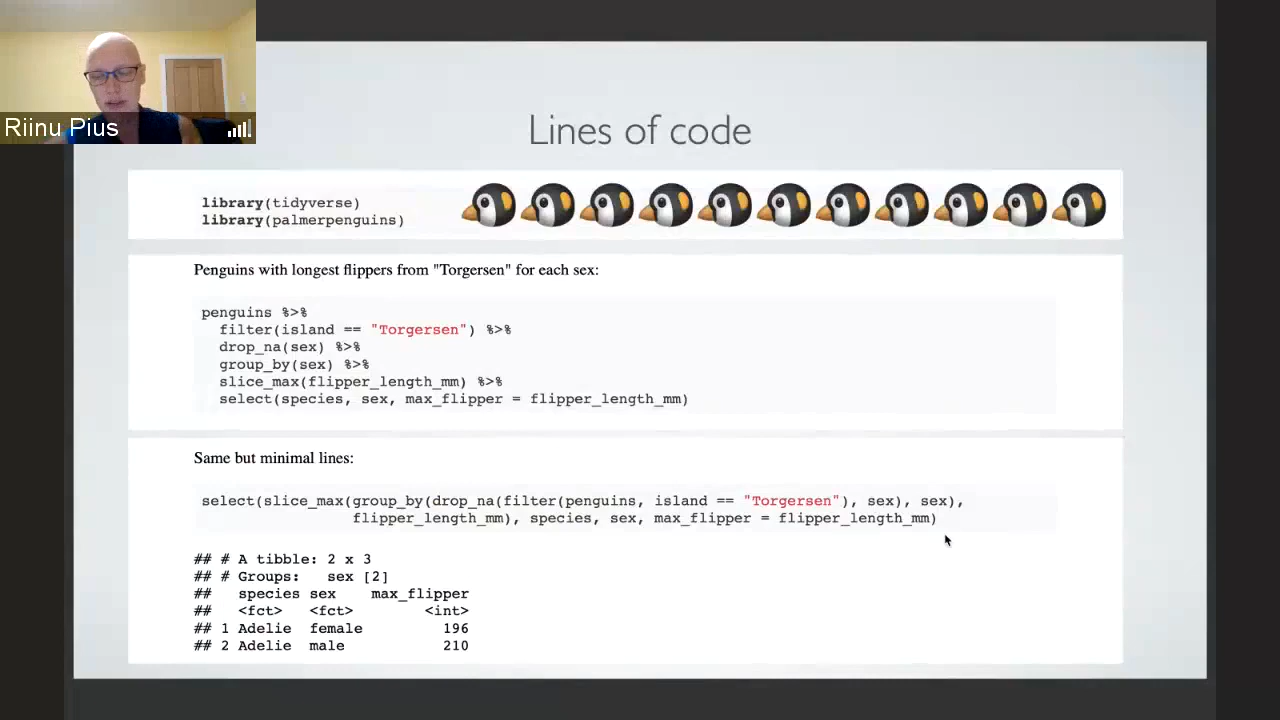 Riinu Pius
Lines of code
library(tidyverse)
library(palmerpenguins)
Penguins with longest flippers from "Torgersen" for each sex:
penguins %>%
  filter(island == "Torgersen") %>%
  drop_na(sex) %>%
  group_by(sex) %>%
  slice_max(flipper_length_mm) %>%
  select(species, sex, max_flipper = flipper_length_mm)
Same but minimal lines:
select(slice_max(group_by(drop_na(filter(penguins, island == "Torgersen"), sex), sex),
                 flipper_length_mm), species, sex, max_flipper = flipper_length_mm)
## # A tibble: 2 x 3
## # Groups:   sex [2]
##   species sex    max_flipper
##   <fct>   <fct>        <int>
## 1 Adelie  female         196
## 2 Adelie  male           210